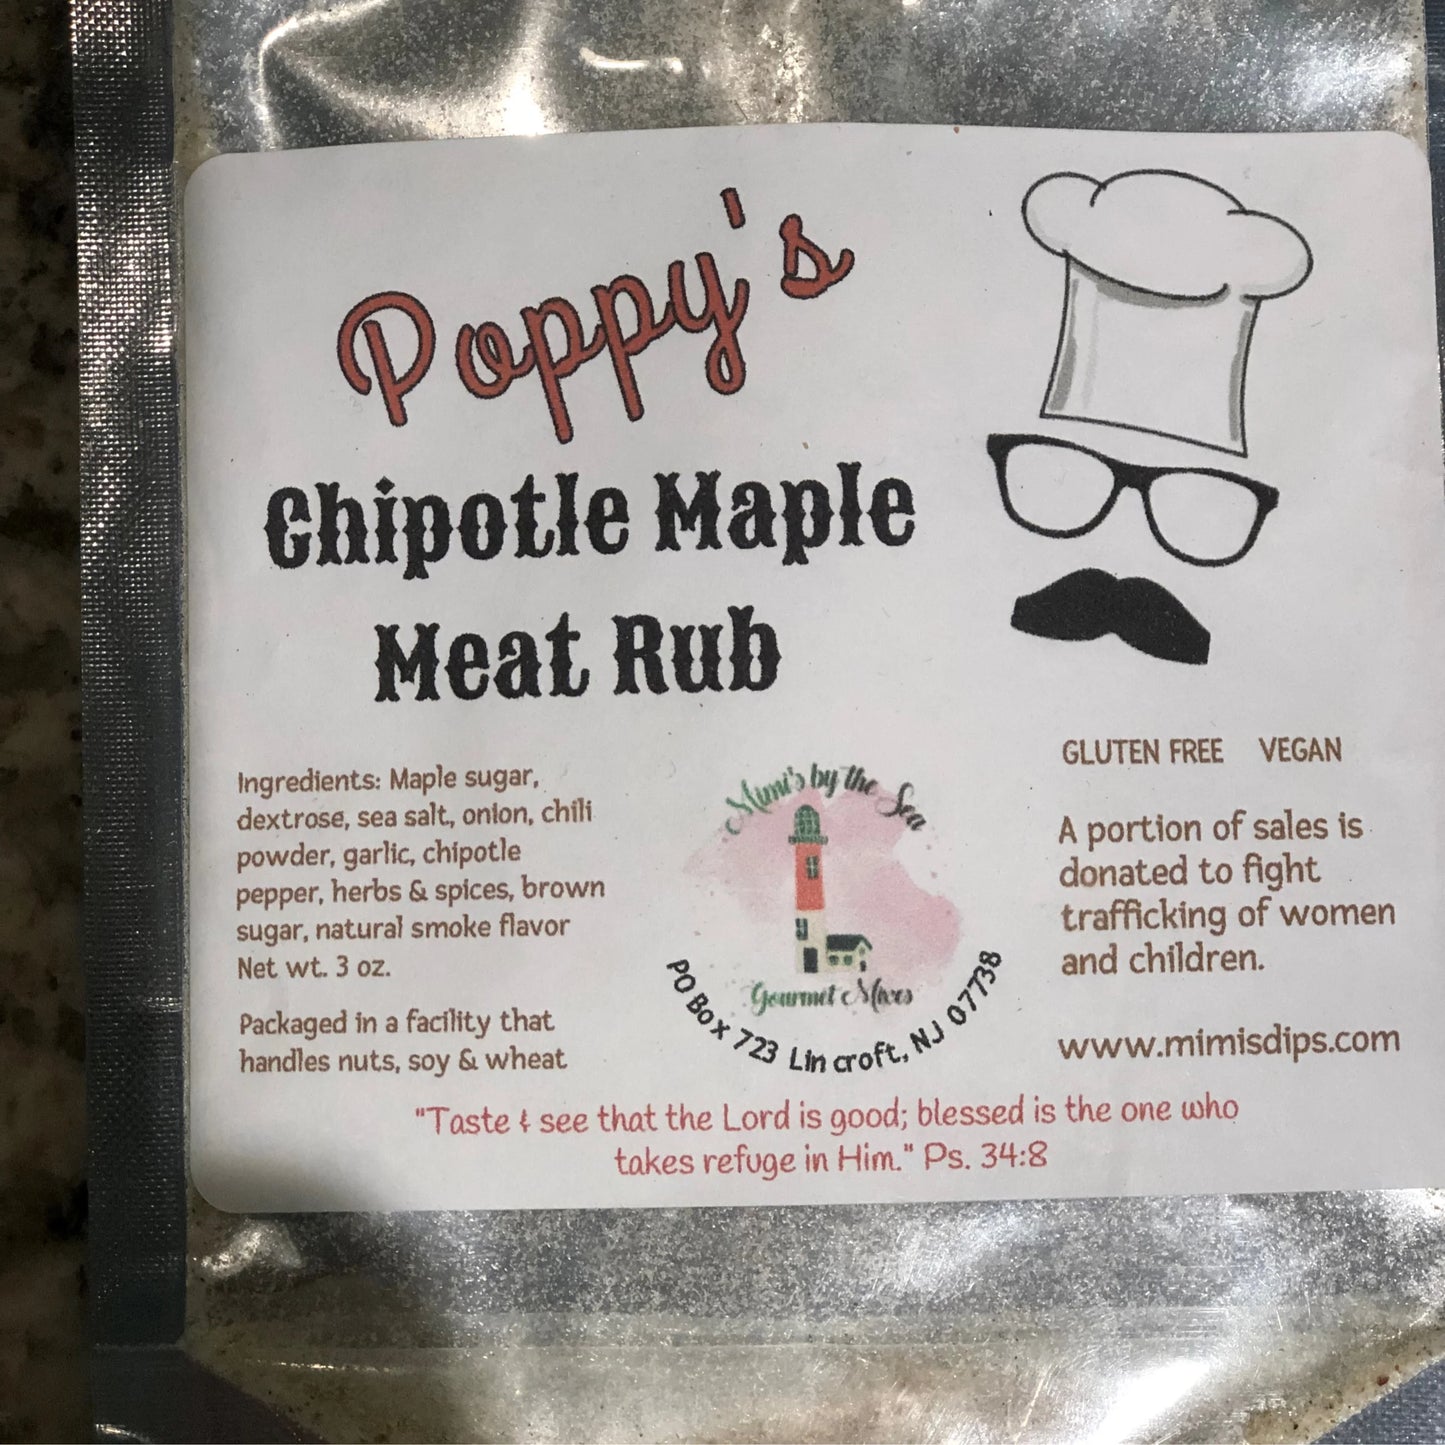 Poppy's
Chipotle Maple
Meat Rub
Ingredients: Maple sugar,
dextrose, sea salt, onion, chili
powder, garlic, chipotle
pepper, herbs & spices, brown
sugar, natural smoke flavor
Net wt. 3 oz.
Packaged in a facility that
handles nuts, soy & wheat
Mimi's by the Sea
Gourmet Mixes
PO Box 723 Lincroft, NJ 07738
GLUTEN FREE VEGAN
A portion of sales is
donated to fight
trafficking of women
and children.
www.mimisdips.com
"Taste & see that the Lord is good; blessed is the one who
takes refuge in Him." Ps. 34:8